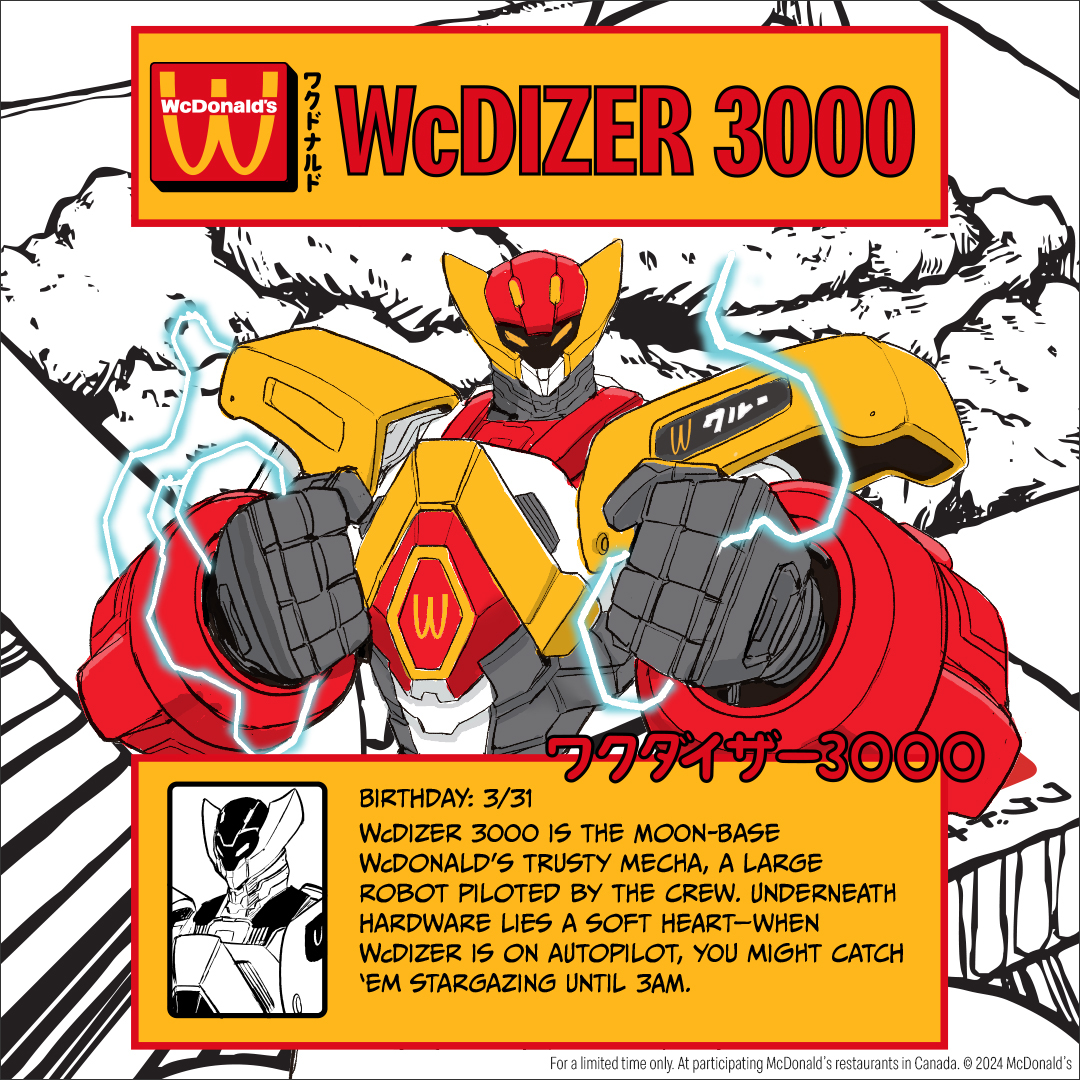 WcDonald's
ワクドナルド
WcDIZER 3000
W クルー
W
ワクダイザー3000
BIRTHDAY: 3/31
WcDIZER 3000 IS THE MOON-BASE
WcDONALD'S TRUSTY MECHA, A LARGE
ROBOT PILOTED BY THE CREW. UNDERNEATH
HARDWARE LIES A SOFT HEART—WHEN
WcDIZER IS ON AUTOPILOT, YOU MIGHT CATCH
'EM STARGAZING UNTIL 3AM.
For a limited time only. At participating McDonald's restaurants in Canada. © 2024 McDonald's